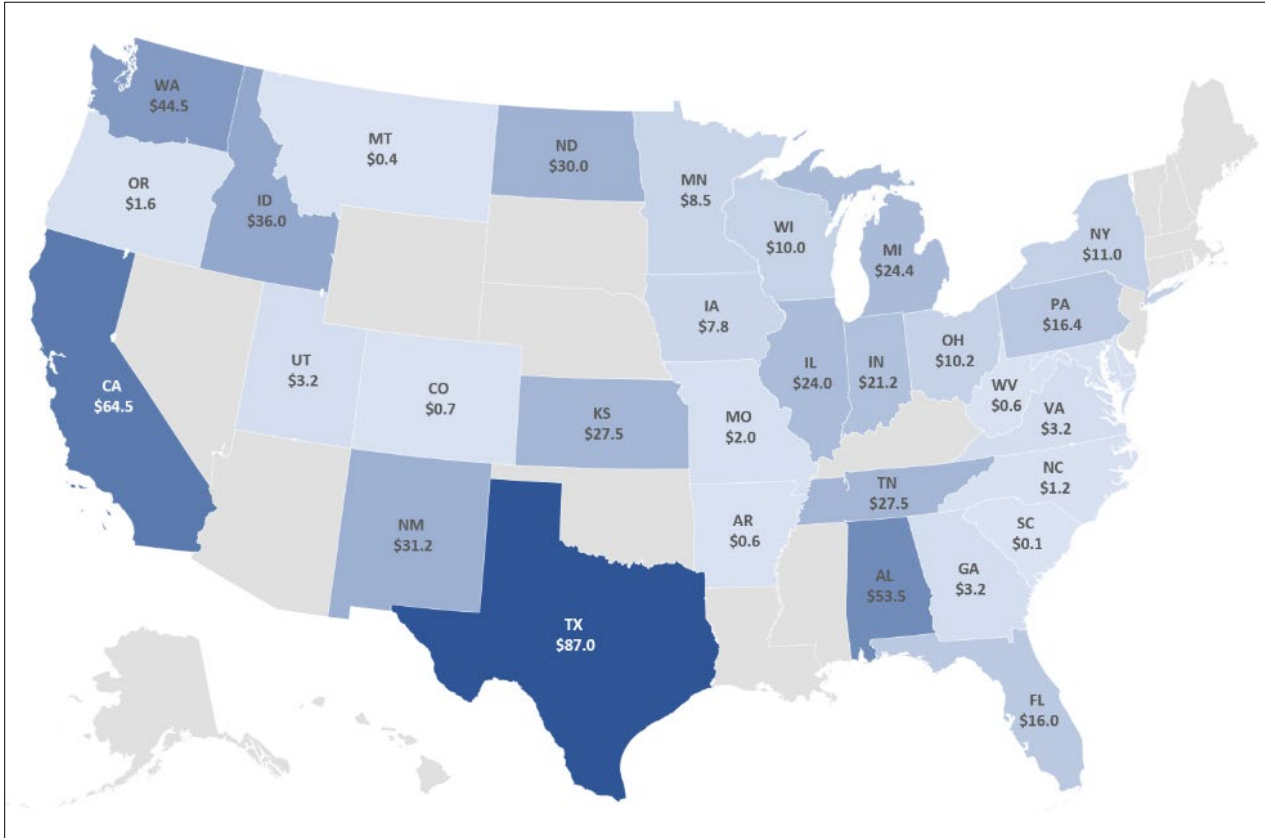 WA
$44.5
MT
$0.4
ND
$30.0
OR
$1.6
ID
$36.0
MN
$8.5
WI
$10.0
MI
$24.4
NY
$11.0
PA
$16.4
IA
$7.8
IL
$24.0
IN
$21.2
OH
$10.2
WV
$0.6
VA
$3.2
CA
$64.5
UT
$3.2
CO
$0.7
KS
$27.5
MO
$2.0
NC
$1.2
TN
$27.5
SC
$0.1
NM
$31.2
AR
$0.6
AL
$53.5
GA
$3.2
TX
$87.0
FL
$16.0